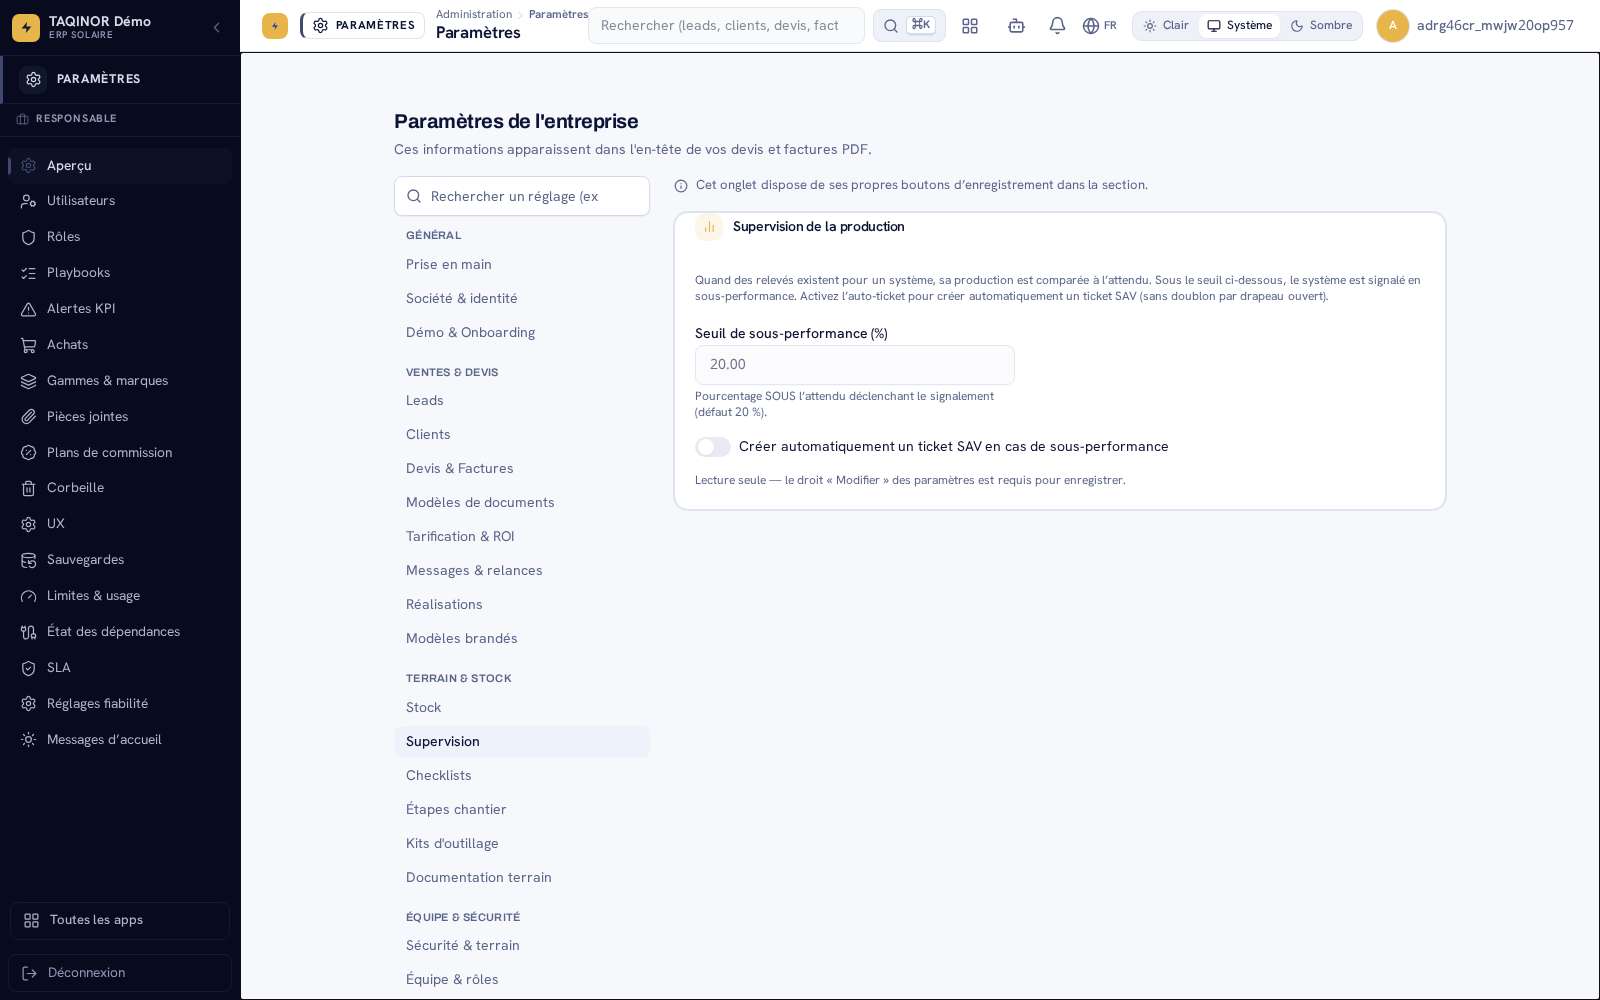 TAQINOR Démo
ERP SOLAIRE
PARAMÈTRES
RESPONSABLE
Aperçu
Utilisateurs
Rôles
Playbooks
Alertes KPI
Achats
Gammes & marques
Pièces jointes
Plans de commission
Corbeille
UX
Sauvegardes
Limites & usage
État des dépendances
SLA
Réglages fiabilité
Messages d’accueil
Toutes les apps
Déconnexion
PARAMÈTRES
Administration > Paramètres
Paramètres
Rechercher (leads, clients, devis, fact
⌘K
FR
Clair
Système
Sombre
A
adrg46cr_mwjw20op957
Paramètres de l'entreprise
Ces informations apparaissent dans l'en-tête de vos devis et factures PDF.
Rechercher un réglage (ex
GÉNÉRAL
Prise en main
Société & identité
Démo & Onboarding
VENTES & DEVIS
Leads
Clients
Devis & Factures
Modèles de documents
Tarification & ROI
Messages & relances
Réalisations
Modèles brandés
TERRAIN & STOCK
Stock
Supervision
Checklists
Étapes chantier
Kits d'outillage
Documentation terrain
ÉQUIPE & SÉCURITÉ
Sécurité & terrain
Équipe & rôles
Cet onglet dispose de ses propres boutons d’enregistrement dans la section.
Supervision de la production
Quand des relevés existent pour un système, sa production est comparée à l’attendu. Sous le seuil ci-dessous, le système est signalé en
sous-performance. Activez l’auto-ticket pour créer automatiquement un ticket SAV (sans doublon par drapeau ouvert).
Seuil de sous-performance (%)
20.00
Pourcentage SOUS l’attendu déclenchant le signalement
(défaut 20 %).
Créer automatiquement un ticket SAV en cas de sous-performance
Lecture seule — le droit « Modifier » des paramètres est requis pour enregistrer.